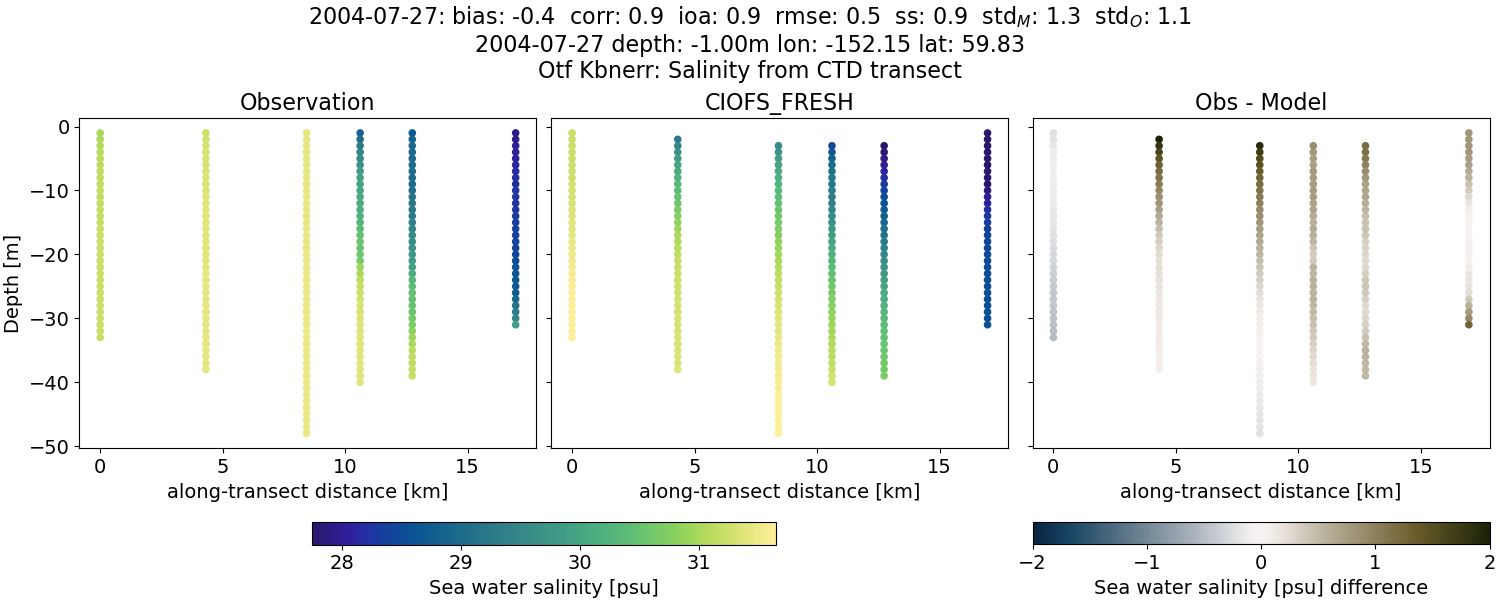 2004-07-27: bias: -0.4  corr: 0.9  ioa: 0.9  rmse: 0.5  ss: 0.9  std_M: 1.3  std_O: 1.1
2004-07-27 depth: -1.00m lon: -152.15 lat: 59.83
Otf Kbnerr: Salinity from CTD transect
Observation
CIOFS_FRESH
Obs - Model
Depth [m]
0
−10
−20
−30
−40
−50
0 5 10 15
0 5 10 15
0 5 10 15
along-transect distance [km]
along-transect distance [km]
along-transect distance [km]
28 29 30 31
Sea water salinity [psu]
−2 −1 0 1 2
Sea water salinity [psu] difference